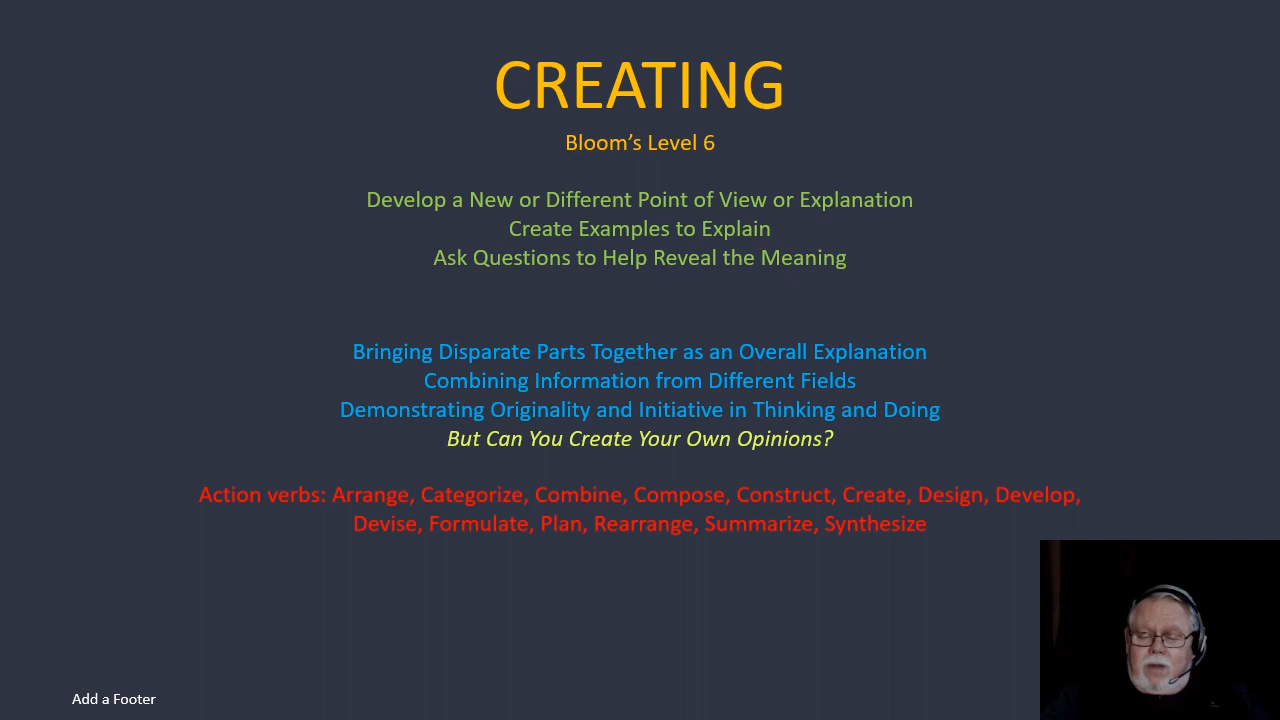 CREATING
Bloom’s Level 6
Develop a New or Different Point of View or Explanation
Create Examples to Explain
Ask Questions to Help Reveal the Meaning
Bringing Disparate Parts Together as an Overall Explanation
Combining Information from Different Fields
Demonstrating Originality and Initiative in Thinking and Doing
But Can You Create Your Own Opinions?
Action verbs: Arrange, Categorize, Combine, Compose, Construct, Create, Design, Develop,
Devise, Formulate, Plan, Rearrange, Summarize, Synthesize
Add a Footer